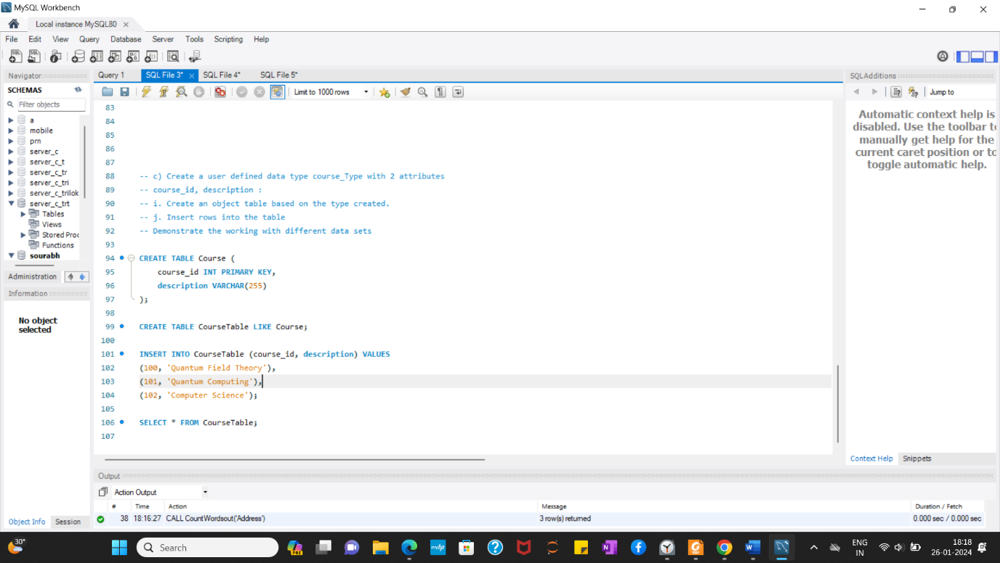 MySQL Workbench
Local instance MySQL80
File Edit View Query Database Server Tools Scripting Help
Navigator
SCHEMAS
Filter objects
a
mobile
prn
server_c
server_c_t
server_c_tr
server_c_tri
server_c_trilok
server_c_trt
Tables
Views
Stored Proc
Functions
sourabh
Administration
Information
No object
selected
Object Info Session
Query 1 SQL File 3* SQL File 4* SQL File 5*
Limit to 1000 rows
83
84
85
86
87
88 -- c) Create a user defined data type course_Type with 2 attributes
89 -- course_id, description :
90 -- i. Create an object table based on the type created.
91 -- j. Insert rows into the table
92 -- Demonstrate the working with different data sets
93
94 CREATE TABLE Course (
95 course_id INT PRIMARY KEY,
96 description VARCHAR(255)
97 );
98
99 CREATE TABLE CourseTable LIKE Course;
100
101 INSERT INTO CourseTable (course_id, description) VALUES
102 (100, 'Quantum Field Theory'),
103 (101, 'Quantum Computing'),
104 (102, 'Computer Science');
105
106 SELECT * FROM CourseTable;
107
SQLAdditions
Jump to
Automatic context help is
disabled. Use the toolbar to
manually get help for the
current caret position or to
toggle automatic help.
Context Help Snippets
Output
Action Output
# Time Action Message Duration / Fetch
38 18:16:27 CALL CountWordsout('Address') 3 row(s) returned 0.000 sec / 0.000 sec
30°
Search
PRE
myhp
ENG
IN
18:18
26-01-2024